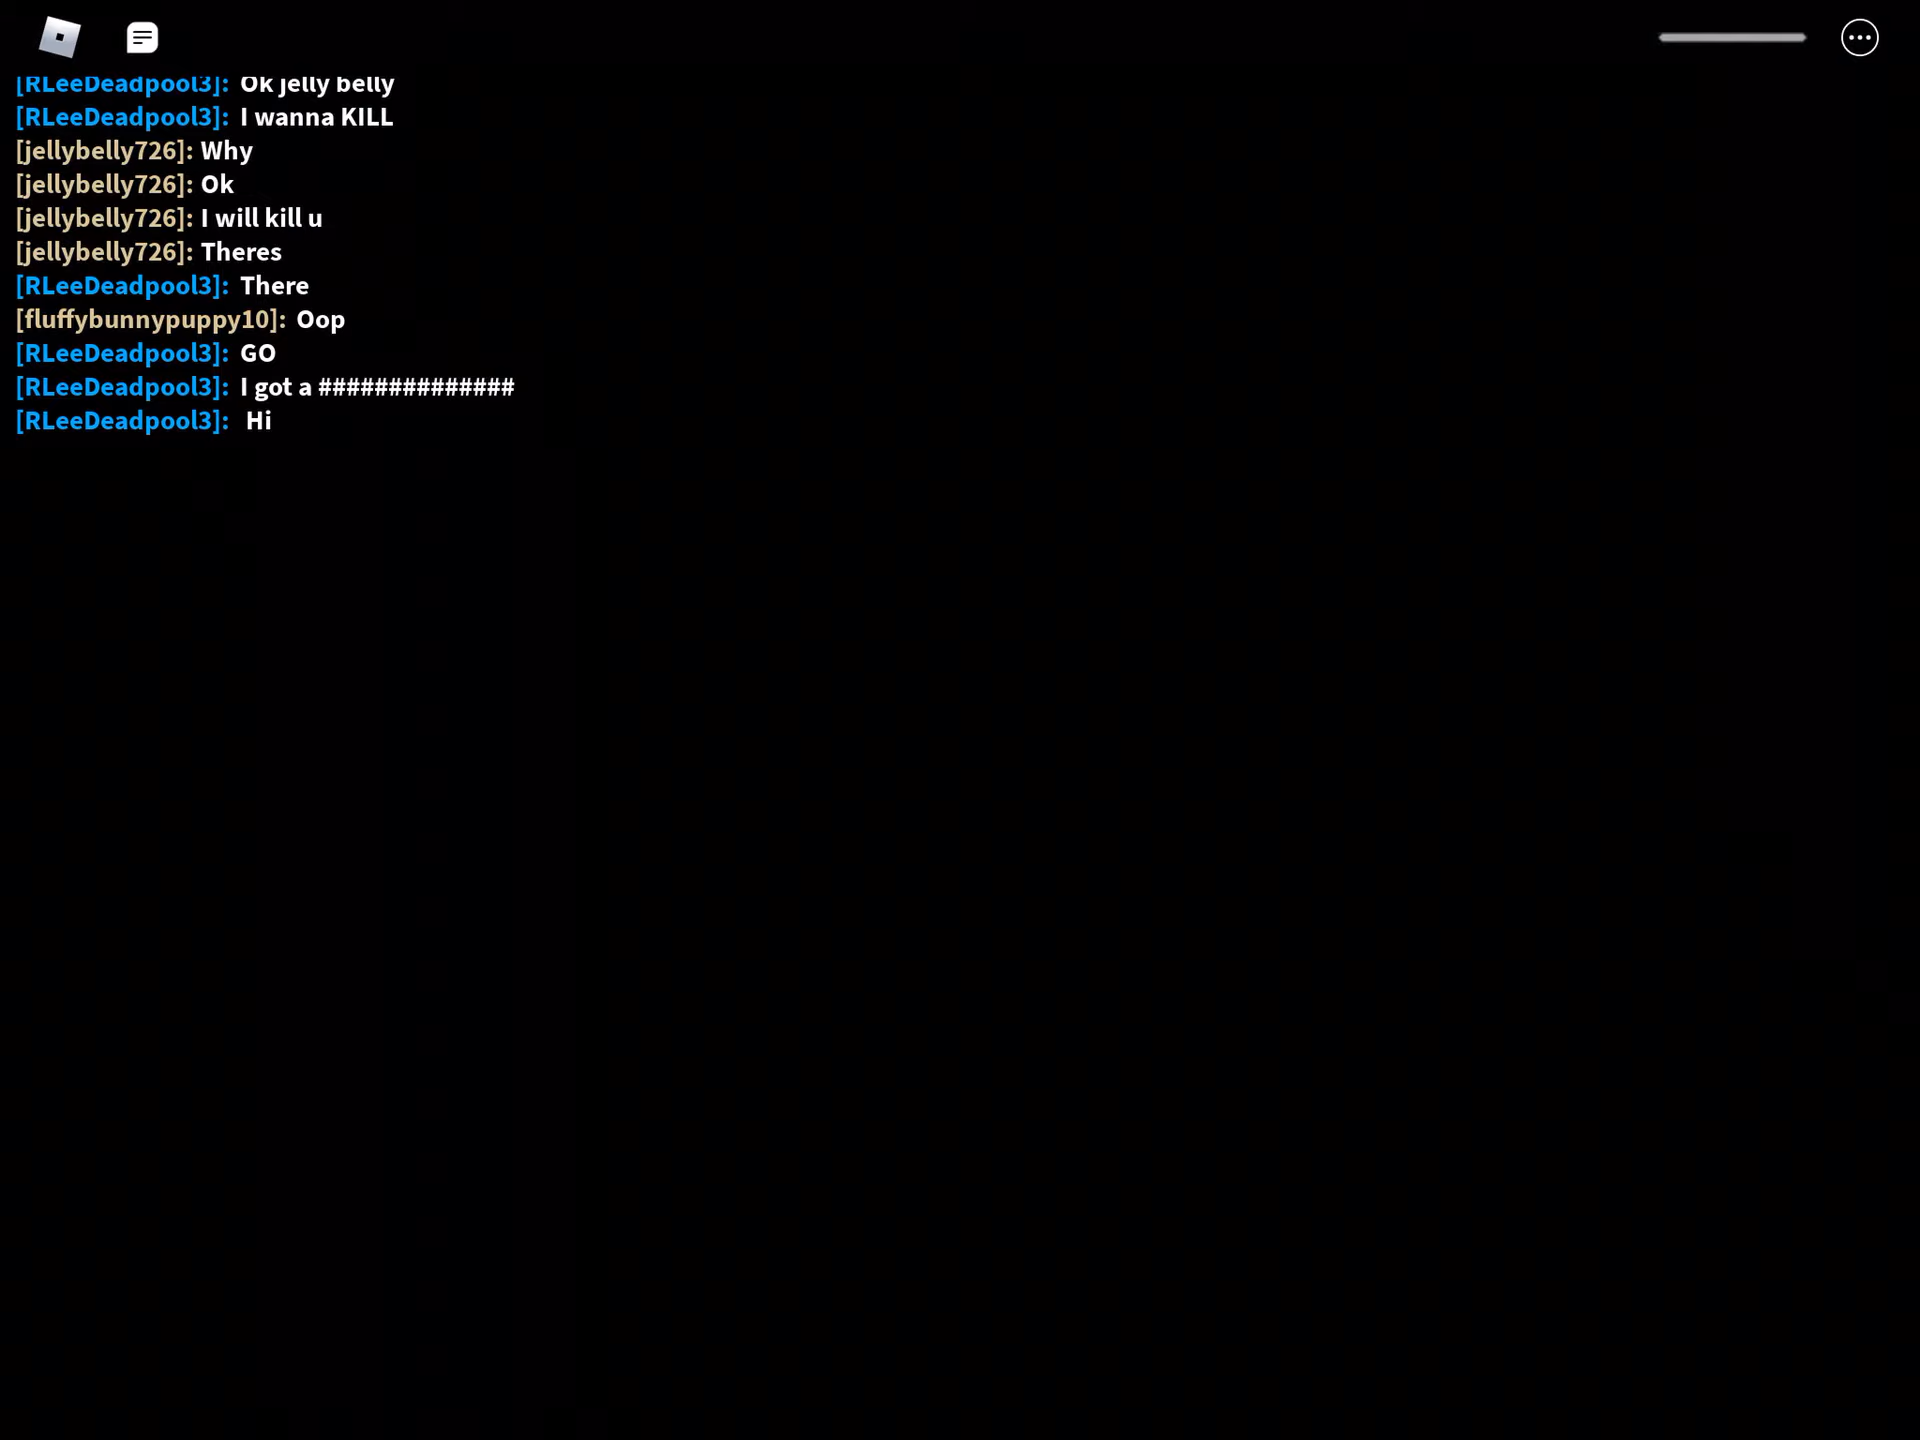 [RLeeDeadpool3]: Ok jelly belly
[RLeeDeadpool3]: I wanna KILL
[jellybelly726]: Why
[jellybelly726]: Ok
[jellybelly726]: I will kill u
[jellybelly726]: Theres
[RLeeDeadpool3]: There
[fluffybunnypuppy10]: Oop
[RLeeDeadpool3]: GO
[RLeeDeadpool3]: I got a ##############
[RLeeDeadpool3]: Hi